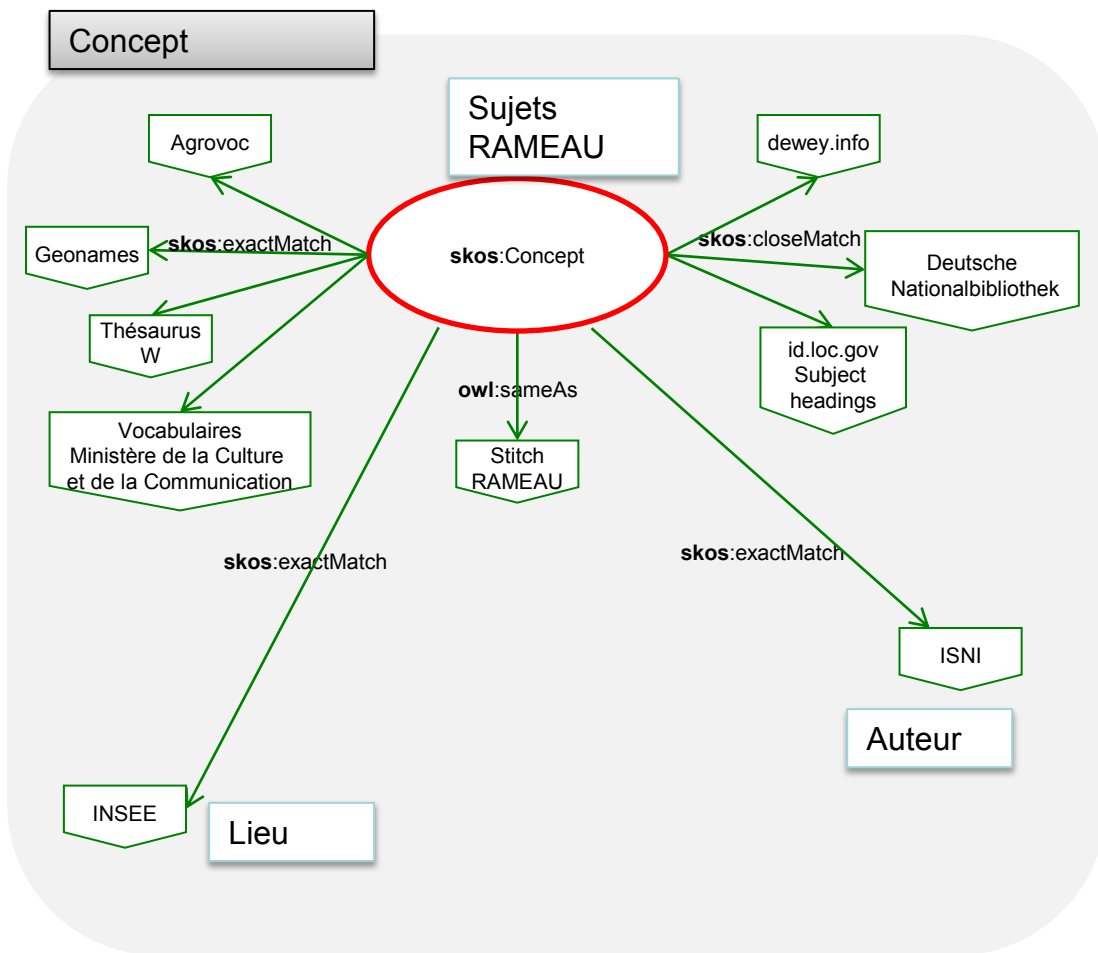 Concept
Sujets
RAMEAU
Agrovoc
dewey.info
Geonames
skos:exactMatch
skos:Concept
skos:closeMatch
Deutsche
Nationalbibliothek
Thésaurus
W
id.loc.gov
Subject
headings
owl:sameAs
Vocabulaires
Ministère de la Culture
et de la Communication
Stitch
RAMEAU
skos:exactMatch
skos:exactMatch
ISNI
Auteur
INSEE
Lieu